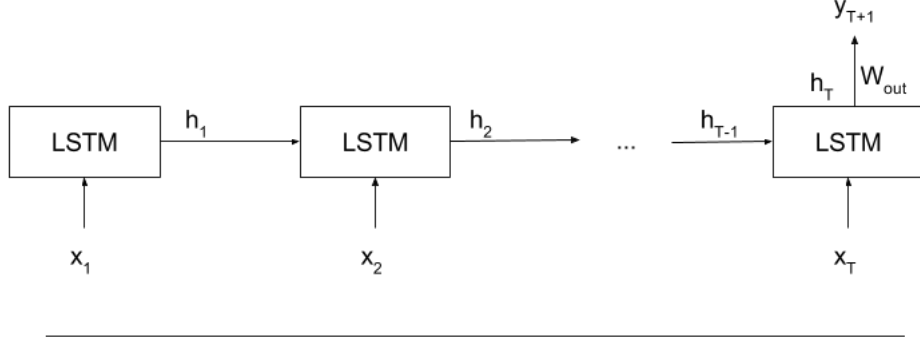 y_{T+1}
h_T W_out
h_1 h_2 h_{T-1}
LSTM LSTM ... LSTM
x_1 x_2 x_T